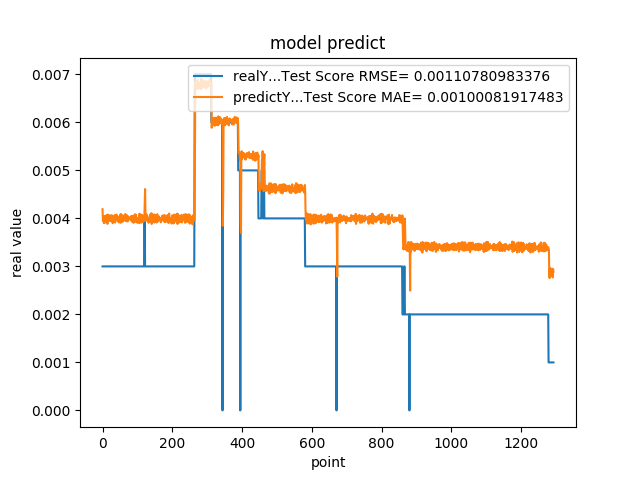 model predict
realY...Test Score RMSE= 0.00110780983376
predictY...Test Score MAE= 0.00100081917483
real value
0.007
0.006
0.005
0.004
0.003
0.002
0.001
0.000
0 200 400 600 800 1000 1200
point